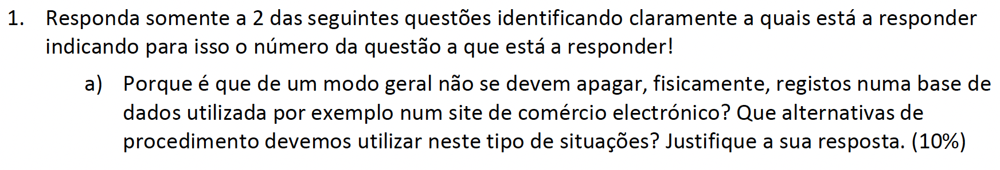 1. Responda somente a 2 das seguintes questões identificando claramente a quais está a responder
indicando para isso o número da questão a que está a responder!
a) Porque é que de um modo geral não se devem apagar, fisicamente, registos numa base de
dados utilizada por exemplo num site de comércio electrónico? Que alternativas de
procedimento devemos utilizar neste tipo de situações? Justifique a sua resposta. (10%)